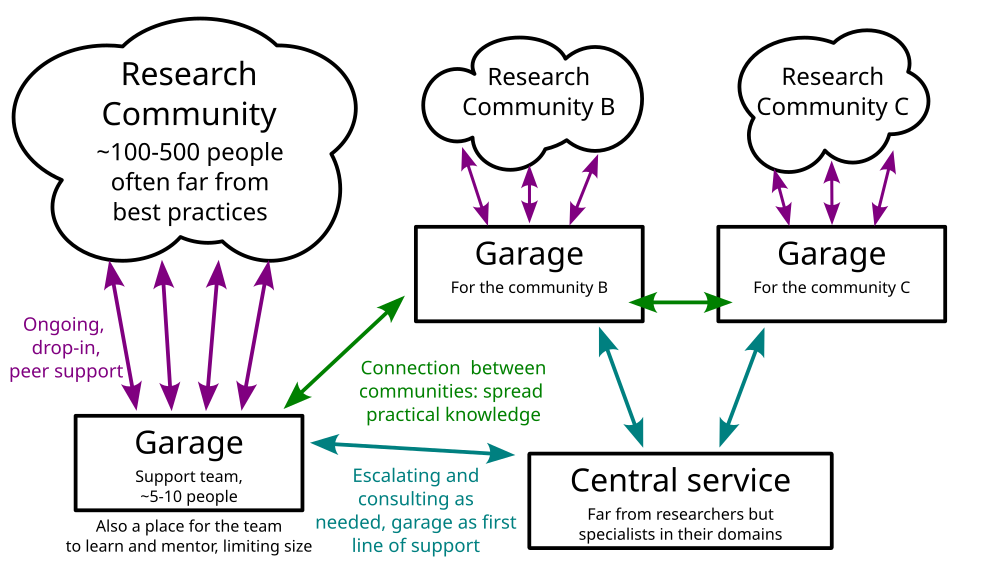 Research
Community
~100-500 people
often far from
best practices
Research
Community B
Research
Community C
Garage
For the community B
Garage
For the community C
Ongoing,
drop-in,
peer support
Connection  between
communities: spread
practical knowledge
Garage
Support team,
~5-10 people
Also a place for the team
to learn and mentor, limiting size
Escalating and
consulting as
needed, garage as first
line of support
Central service
Far from researchers but
specialists in their domains